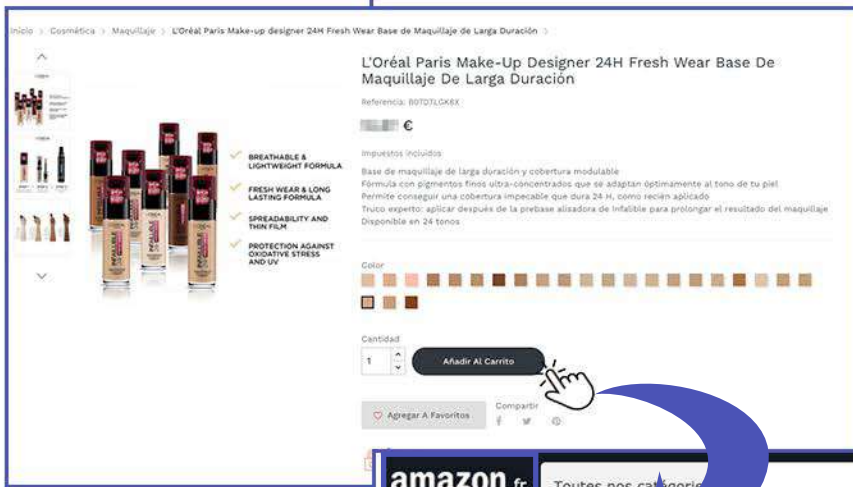 Inicio > Cosmética > Maquillaje > L'Oréal Paris Make-up designer 24H Fresh Wear Base de Maquillaje de Larga Duración >
L'Oréal Paris Make-Up Designer 24H Fresh Wear Base De
Maquillaje De Larga Duración
Referencia:
€
Impuestos incluidos
Base de maquillaje de larga duración y cobertura modulable
Fórmula con pigmentos finos ultra-concentrados que se adaptan óptimamente al tono de tu piel
Permite conseguir una cobertura impecable que dura 24 H, como recién aplicado
Truco experto: aplicar después de la prebase alisadora de Infalible para prolongar el resultado del maquillaje
Disponible en 24 tonos
BREATHABLE &
LIGHTWEIGHT FORMULA
FRESH WEAR & LONG
LASTING FORMULA
SPREADABILITY AND
THIN FILM
PROTECTION AGAINST
OXIDATIVE STRESS
AND UV
INFAILLIBLE
INFAILLIBLE
INFAILLIBLE
Color
Cantidad
1
Añadir Al Carrito
Agregar A Favoritos
Compartir
amazon.fr
Toutes nos catégorie